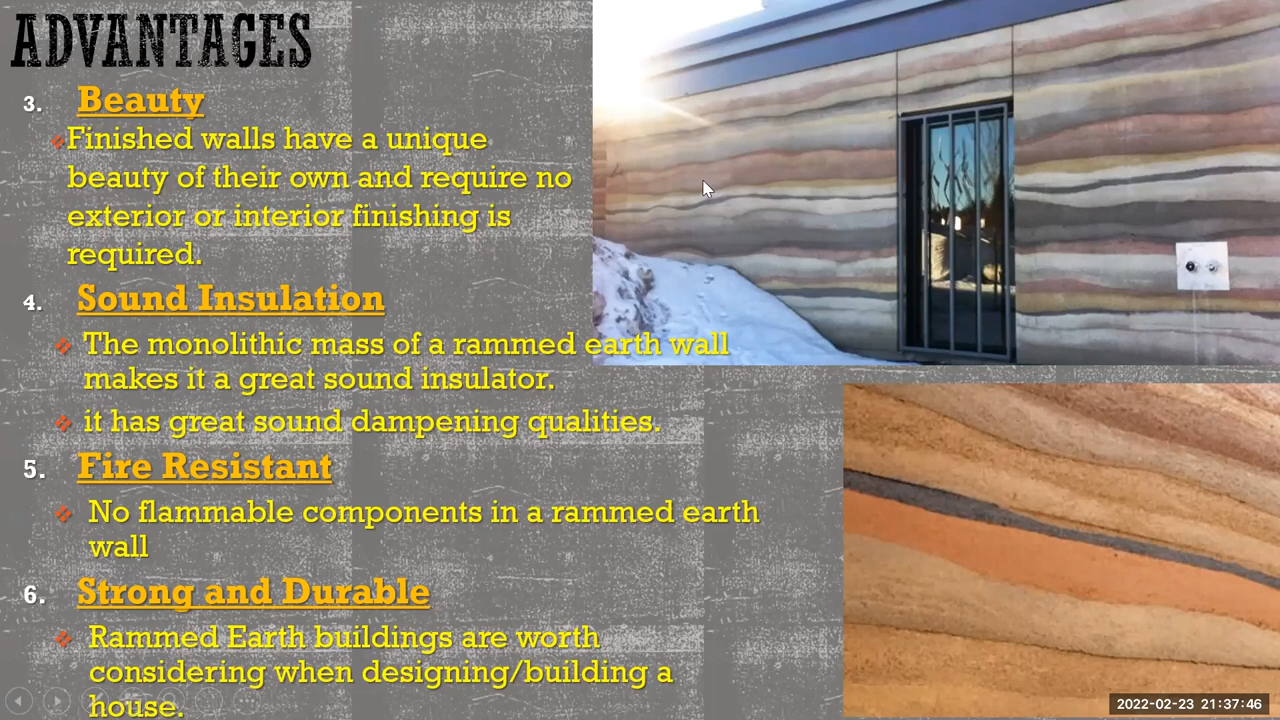 ADVANTAGES
3. Beauty
Finished walls have a unique
beauty of their own and require no
exterior or interior finishing is
required.
4. Sound Insulation
The monolithic mass of a rammed earth wall
makes it a great sound insulator.
it has great sound dampening qualities.
5. Fire Resistant
No flammable components in a rammed earth
wall
6. Strong and Durable
Rammed Earth buildings are worth
considering when designing/building a
house.
2022-02-23 21:37:46